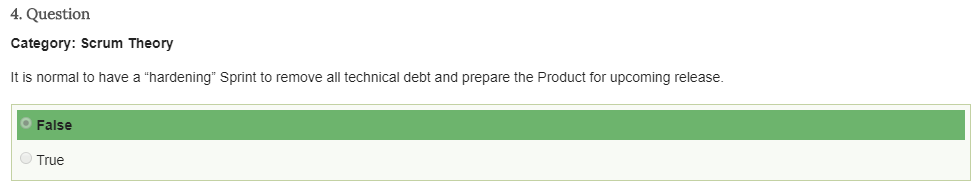 4. Question
Category: Scrum Theory
It is normal to have a “hardening” Sprint to remove all technical debt and prepare the Product for upcoming release.
False
True